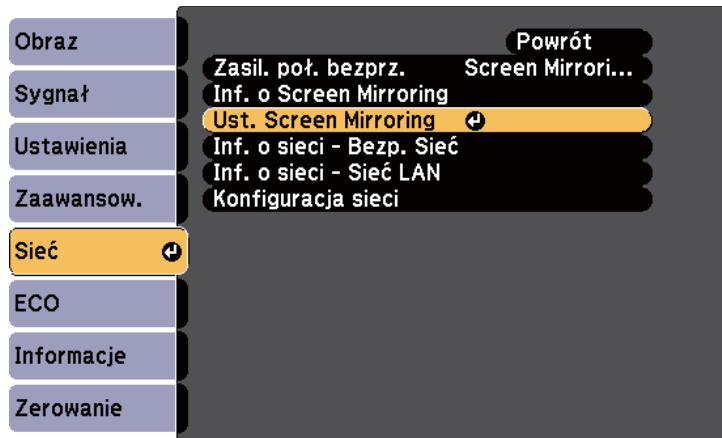 Obraz
Sygnał
Ustawienia
Zaawansow.
Sieć
ECO
Informacje
Zerowanie
Powrót
Zasil. poł. bezprz. Screen Mirrori...
Inf. o Screen Mirroring
Ust. Screen Mirroring
Inf. o sieci - Bezp. Sieć
Inf. o sieci - Sieć LAN
Konfiguracja sieci